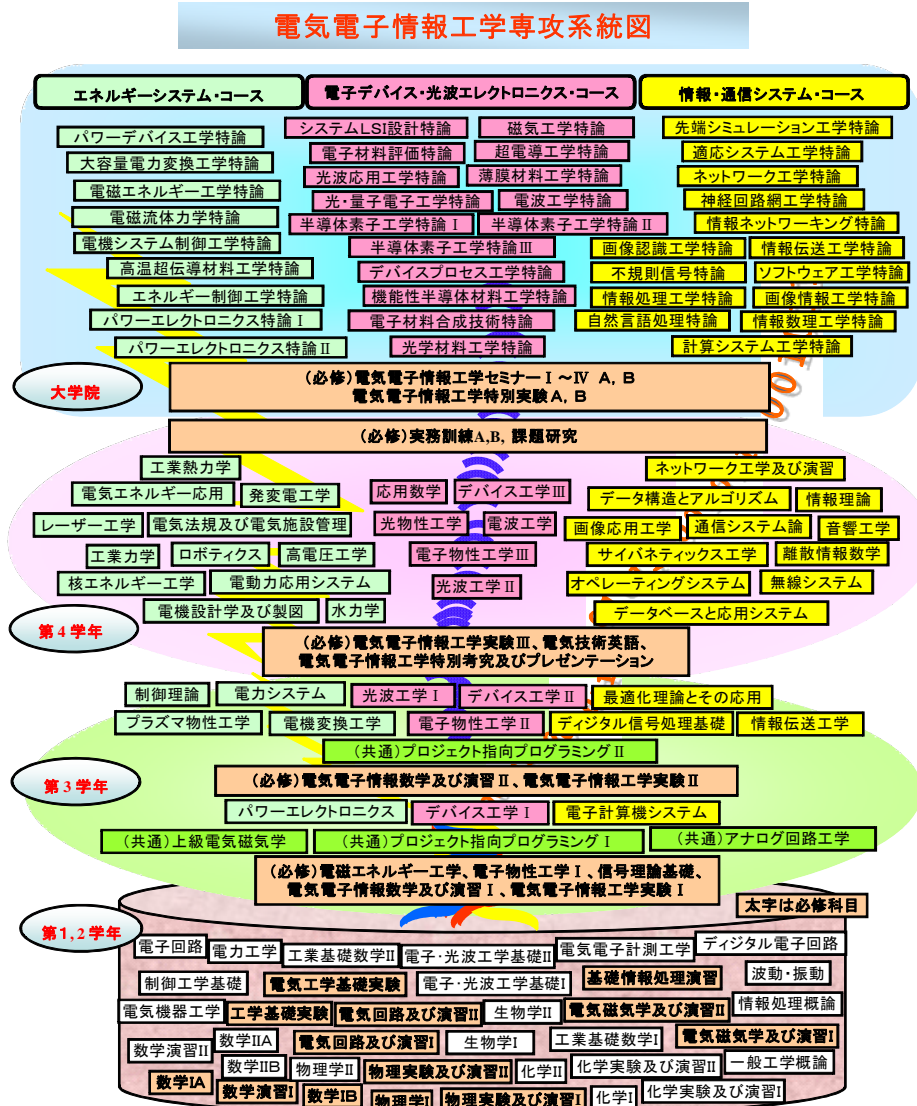 電気電子情報工学専攻系統図
エネルギーシステム・コース
電子デバイス・光波エレクトロニクス・コース
情報・通信システム・コース
パワーデバイス工学特論
大容量電力変換工学特論
電磁エネルギー工学特論
電磁流体力学特論
電機システム制御工学特論
高温超伝導材料工学特論
エネルギー制御工学特論
パワーエレクトロニクス特論Ⅰ
パワーエレクトロニクス特論Ⅱ
システムLSI設計特論
磁気工学特論
電子材料評価特論
超電導工学特論
光波応用工学特論
薄膜材料工学特論
光・量子電子工学特論
電波工学特論
半導体素子工学特論Ⅰ
半導体素子工学特論Ⅱ
半導体素子工学特論Ⅲ
デバイスプロセス工学特論
機能性半導体材料工学特論
電子材料合成技術特論
光学材料工学特論
先端シミュレーション工学特論
適応システム工学特論
ネットワーク工学特論
神経回路網工学特論
情報ネットワーキング特論
画像認識工学特論
情報伝送工学特論
不規則信号特論
ソフトウェア工学特論
情報処理工学特論
画像情報工学特論
自然言語処理特論
情報数理工学特論
計算システム工学特論
大学院
(必修)電気電子情報工学セミナーⅠ～Ⅳ A, B
電気電子情報工学特別実験A, B
(必修)実務訓練A,B, 課題研究
工業熱力学
電気エネルギー応用
発変電工学
レーザー工学
電気法規及び電気施設管理
工業力学
ロボティクス
高電圧工学
核エネルギー工学
電動力応用システム
電機設計学及び製図
水力学
応用数学
デバイス工学Ⅲ
光物性工学
電波工学
電子物性工学Ⅲ
光波工学Ⅱ
ネットワーク工学及び演習
データ構造とアルゴリズム
情報理論
画像応用工学
通信システム論
音響工学
サイバネティックス工学
離散情報数学
オペレーティングシステム
無線システム
データベースと応用システム
第4学年
(必修)電気電子情報工学実験Ⅲ、電気技術英語、
電気電子情報工学特別考究及びプレゼンテーション
制御理論
電力システム
光波工学Ⅰ
デバイス工学Ⅱ
最適化理論とその応用
プラズマ物性工学
電機変換工学
電子物性工学Ⅱ
ディジタル信号処理基礎
情報伝送工学
(共通)プロジェクト指向プログラミングⅡ
第3学年
(必修)電気電子情報数学及び演習Ⅱ、電気電子情報工学実験Ⅱ
パワーエレクトロニクス
デバイス工学Ⅰ
電子計算機システム
(共通)上級電気磁気学
(共通)プロジェクト指向プログラミングⅠ
(共通)アナログ回路工学
(必修)電磁エネルギー工学、電子物性工学Ⅰ、信号理論基礎、
電気電子情報数学及び演習Ⅰ、電気電子情報工学実験Ⅰ
太字は必修科目
第1,2学年
電子回路
電力工学
工業基礎数学II
電子・光波工学基礎II
電気電子計測工学
ディジタル電子回路
制御工学基礎
電気工学基礎実験
電子・光波工学基礎I
基礎情報処理演習
波動・振動
電気機器工学
工学基礎実験
電気回路及び演習II
生物学II
電気磁気学及び演習II
情報処理概論
数学演習II
数学IIA
電気回路及び演習I
生物学I
工業基礎数学I
電気磁気学及び演習I
数学IIB
物理学II
物理実験及び演習II
化学II
化学実験及び演習II
一般工学概論
数学IA
数学演習I
数学IB
物理学I
物理実験及び演習I
化学I
化学実験及び演習I